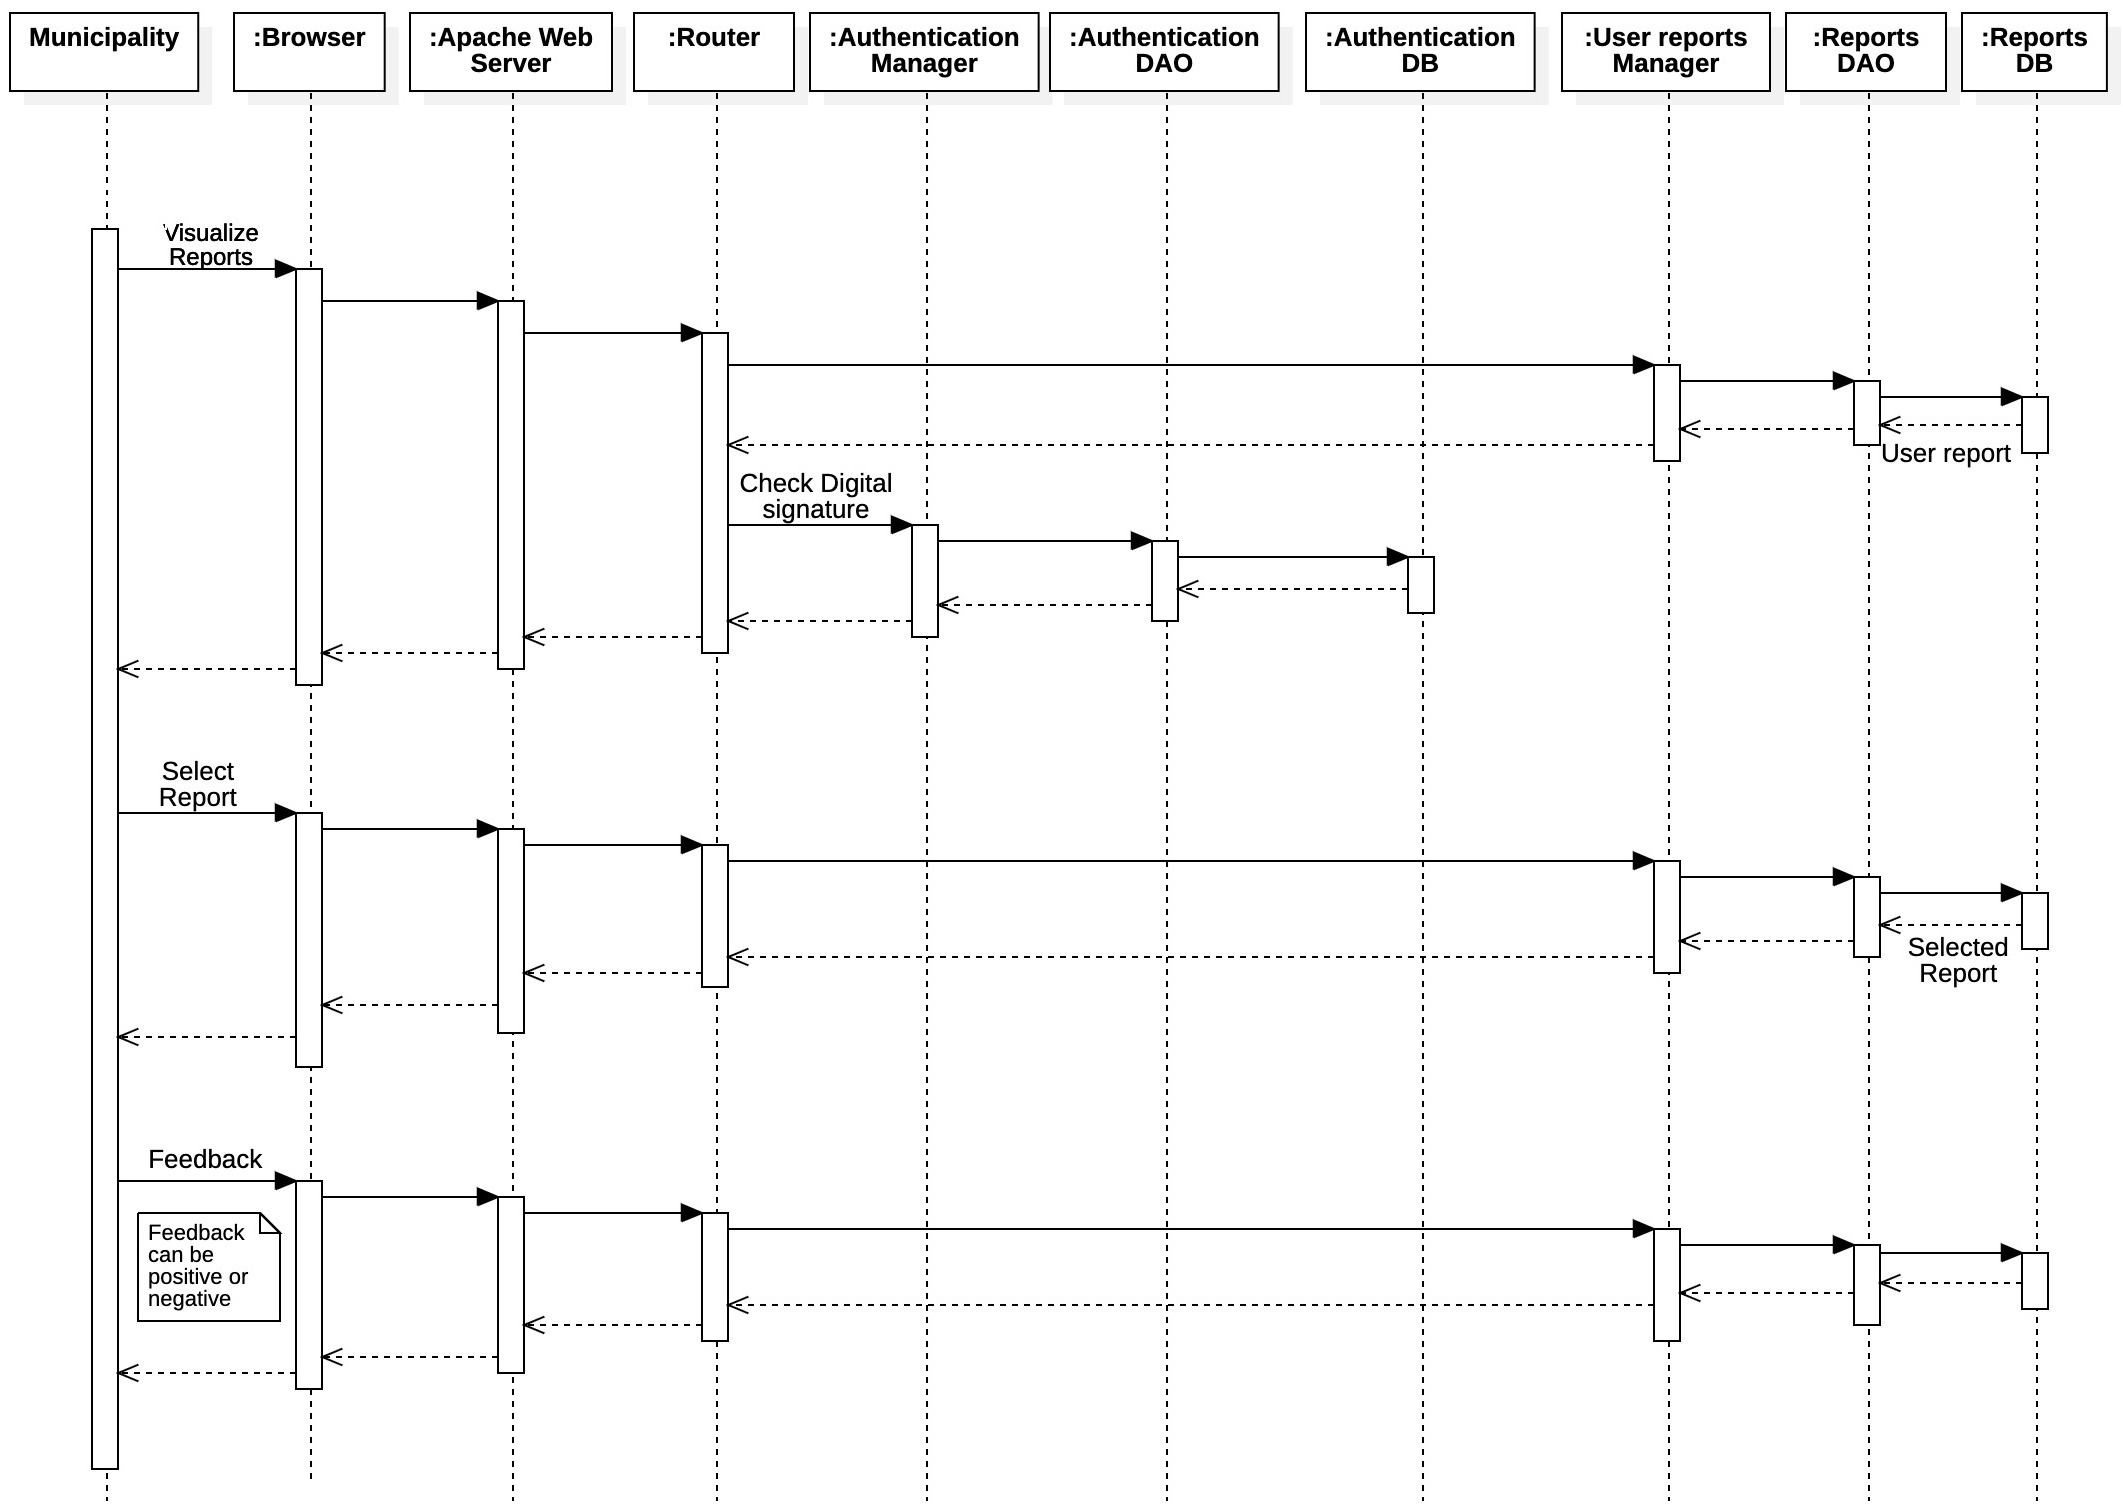 Municipality
:Browser
:Apache Web
Server
:Router
:Authentication
Manager
:Authentication
DAO
:Authentication
DB
:User reports
Manager
:Reports
DAO
:Reports
DB
Visualize
Reports
User report
Check Digital
signature
Select
Report
Selected
Report
Feedback
Feedback
can be
positive or
negative